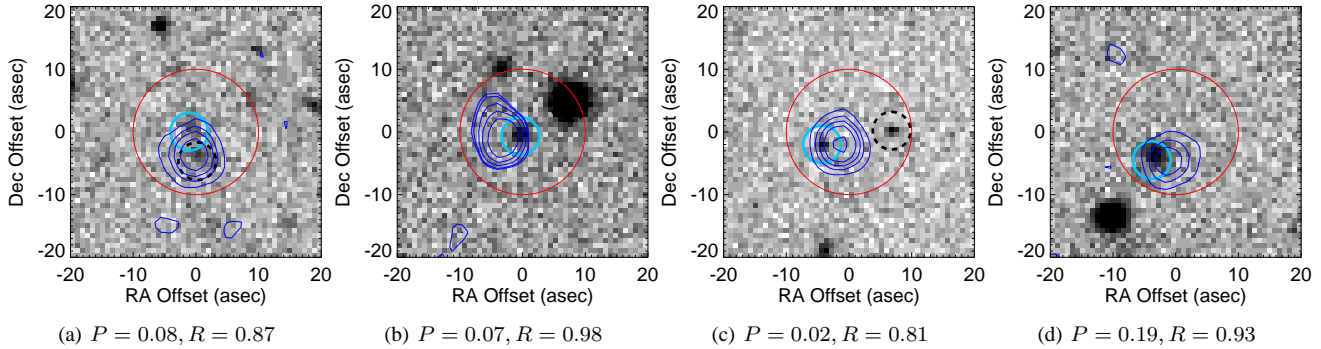 20 20 20 20
10 10 10 10
0 0 0 0
-10 -10 -10 -10
-20 -20 -20 -20
Dec Offset (asec) Dec Offset (asec) Dec Offset (asec) Dec Offset (asec)
-20 -10 0 10 20 -20 -10 0 10 20 -20 -10 0 10 20 -20 -10 0 10 20
RA Offset (asec) RA Offset (asec) RA Offset (asec) RA Offset (asec)
(a) P = 0.08, R = 0.87 (b) P = 0.07, R = 0.98 (c) P = 0.02, R = 0.81 (d) P = 0.19, R = 0.93